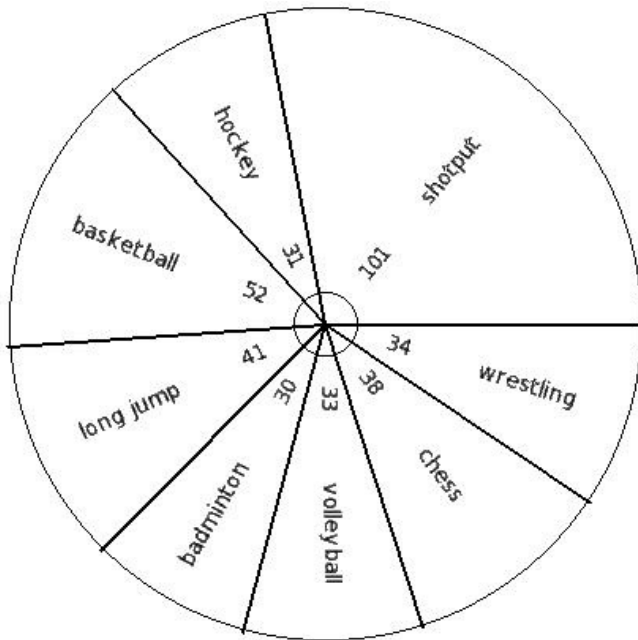 hockey
31
shotput
101
basketball
52
41
long jump
30
badminton
33
volleyball
38
chess
34
wrestling